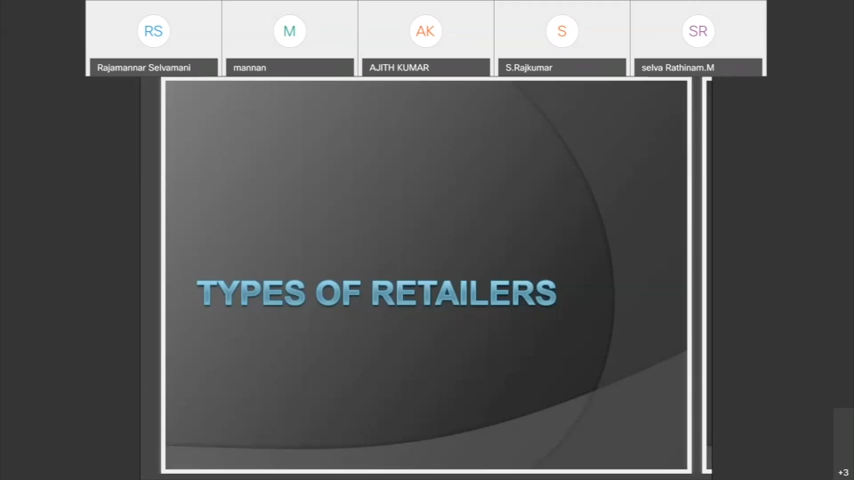 RS
M
AK
S
SR
Rajamannar Selvamani
mannan
AJITH KUMAR
S.Rajkumar
selva Rathinam.M
TYPES OF RETAILERS
+3